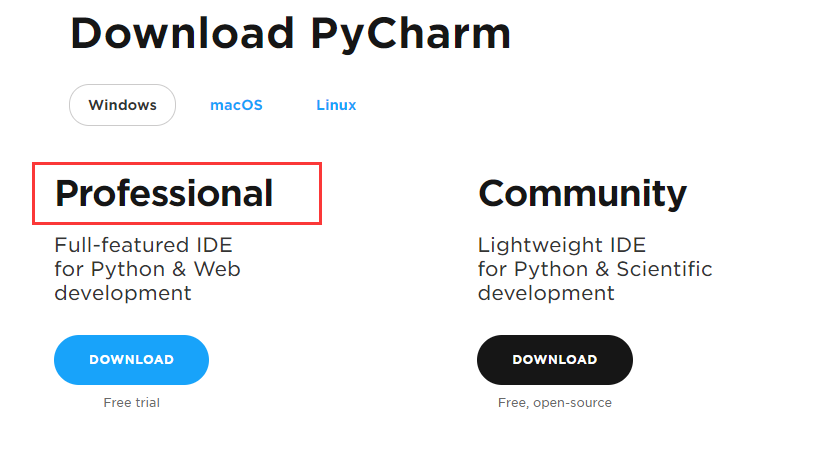 Download PyCharm
Windows macOS Linux
Professional
Full-featured IDE
for Python & Web
development
DOWNLOAD
Free trial
Community
Lightweight IDE
for Python & Scientific
development
DOWNLOAD
Free, open-source